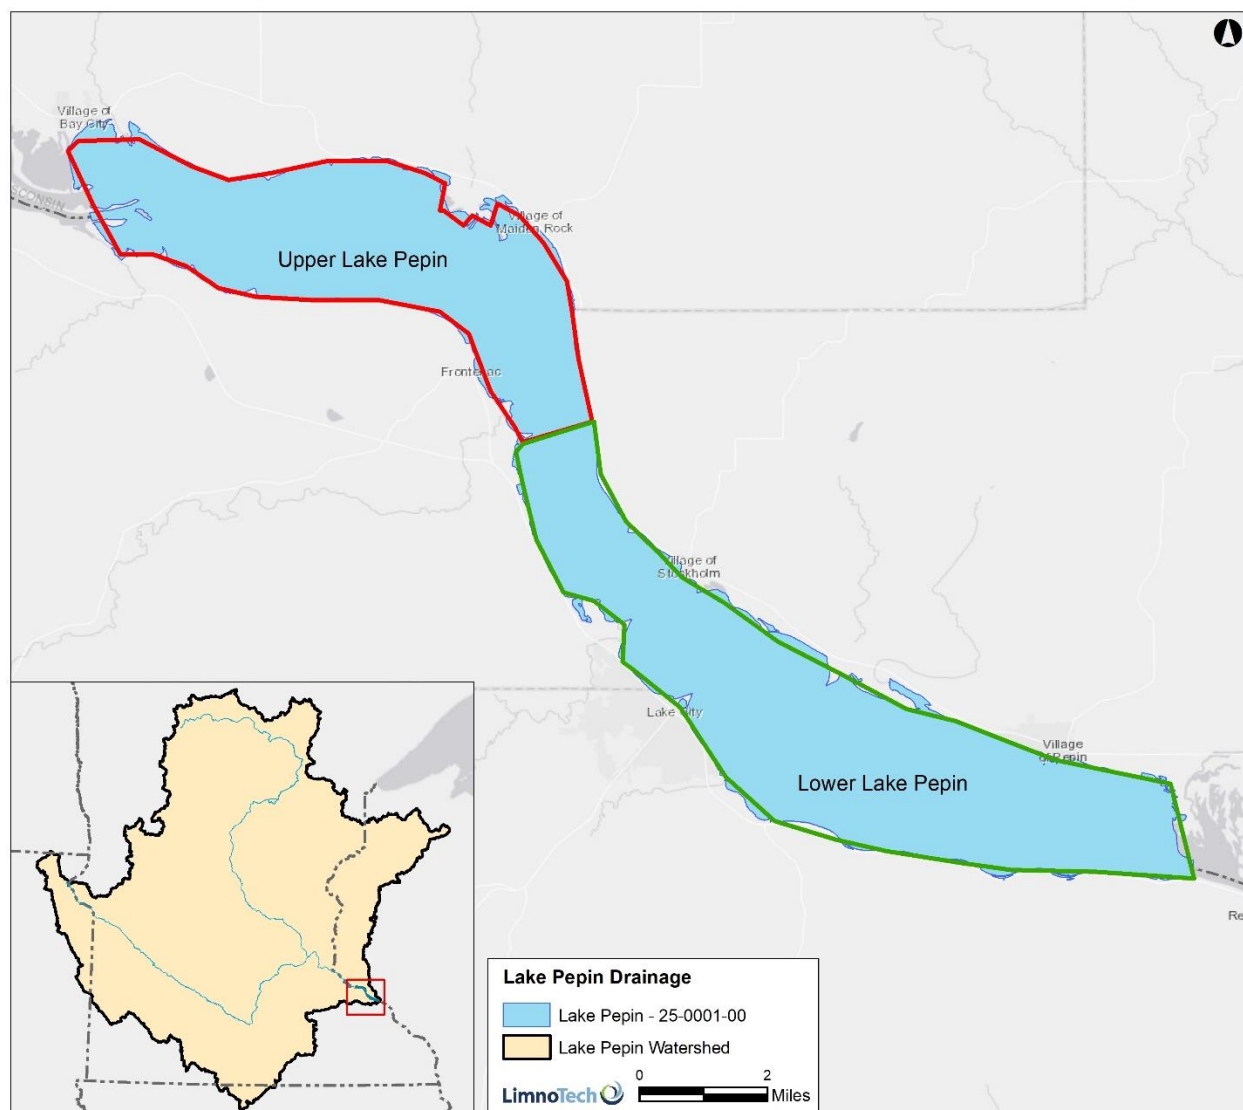 Village of
Bay City
SCONSIN
Village of
Maiden Rock
Upper Lake Pepin
Frontenac
Village of
Stockholm
Lake City
Village
of Pepin
Lower Lake Pepin
Re
Lake Pepin Drainage
Lake Pepin - 25-0001-00
Lake Pepin Watershed
LimnoTech
0 2
Miles